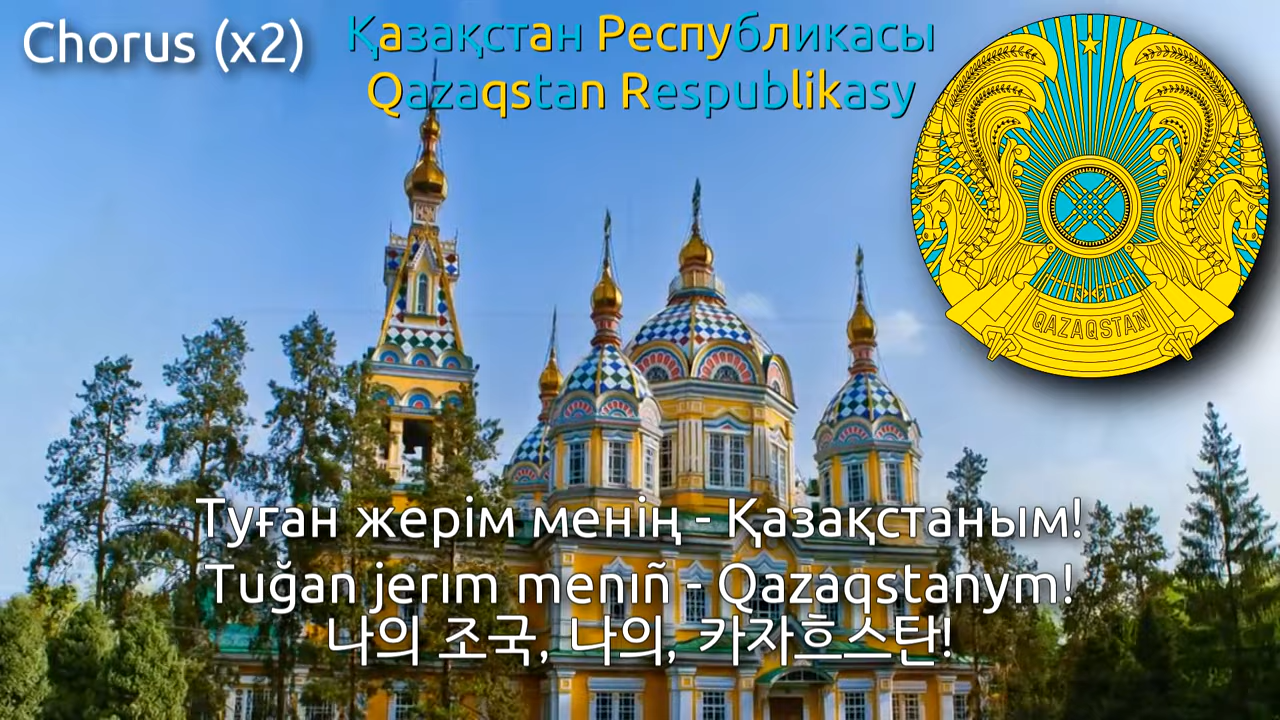 Chorus (x2)
Қазақстан Республикасы
Qazaqstan Respublikasy
QAZAQSTAN
Туған жерім менің - Қазақстаным!
Tuğan jerım menıñ - Qazaqstanym!
나의 조국, 나의, 카자흐스탄!